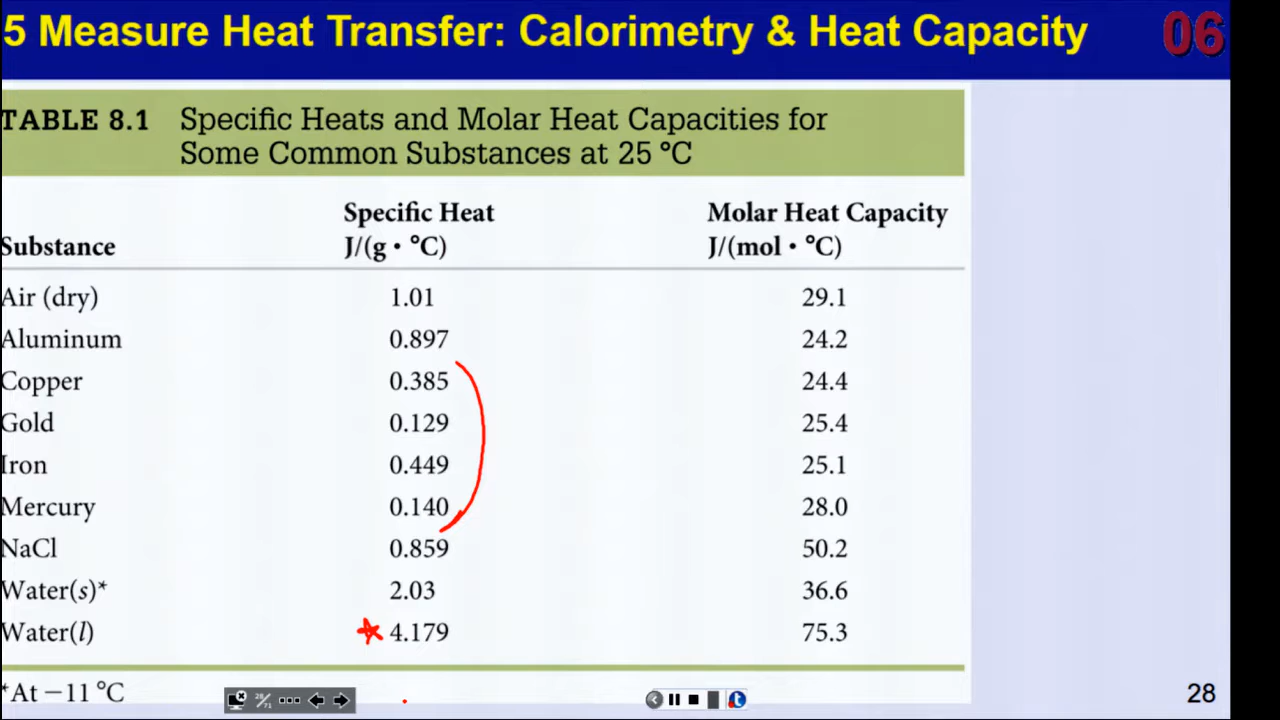 5 Measure Heat Transfer: Calorimetry & Heat Capacity 06
TABLE 8.1 Specific Heats and Molar Heat Capacities for
Some Common Substances at 25 °C
Specific Heat Molar Heat Capacity
Substance J/(g • °C) J/(mol • °C)
Air (dry) 1.01 29.1
Aluminum 0.897 24.2
Copper 0.385 24.4
Gold 0.129 25.4
Iron 0.449 25.1
Mercury 0.140 28.0
NaCl 0.859 50.2
Water(s)* 2.03 36.6
Water(l) 4.179 75.3
*At −11 °C
28/71
28